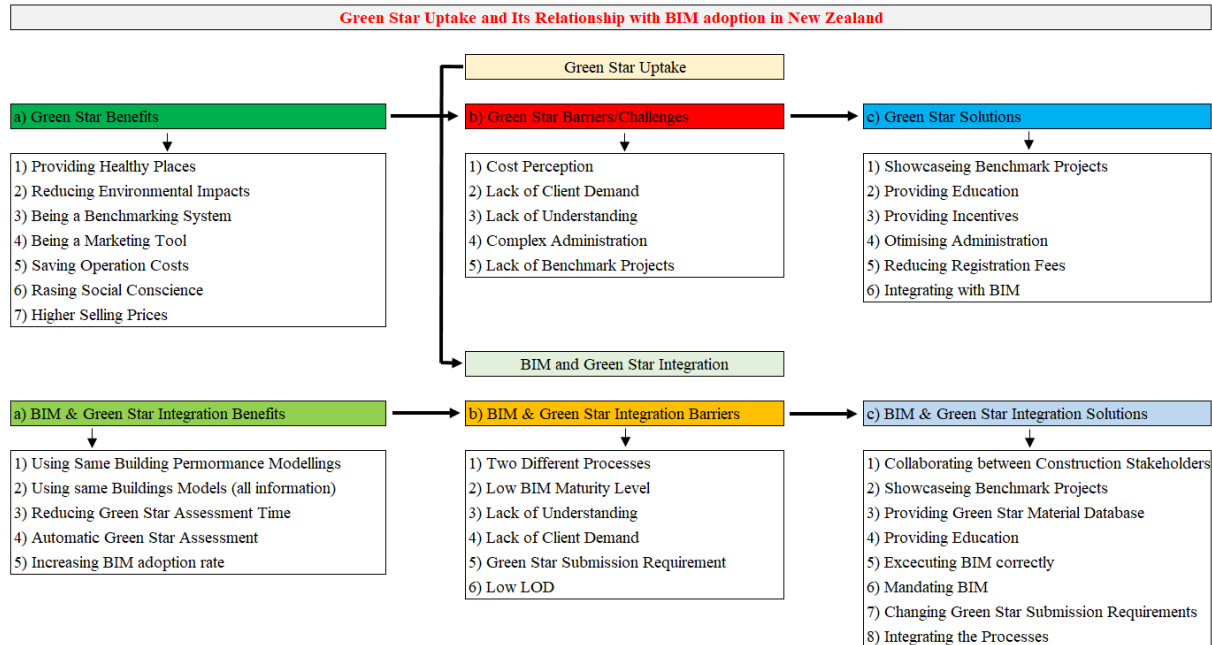 Green Star Uptake and Its Relationship with BIM adoption in New Zealand
Green Star Uptake
a) Green Star Benefits
1) Providing Healthy Places
2) Reducing Environmental Impacts
3) Being a Benchmarking System
4) Being a Marketing Tool
5) Saving Operation Costs
6) Rasing Social Conscience
7) Higher Selling Prices
b) Green Star Barriers/Challenges
1) Cost Perception
2) Lack of Client Demand
3) Lack of Understanding
4) Complex Administration
5) Lack of Benchmark Projects
c) Green Star Solutions
1) Showcaseing Benchmark Projects
2) Providing Education
3) Providing Incentives
4) Otimising Administration
5) Reducing Registration Fees
6) Integrating with BIM
BIM and Green Star Integration
a) BIM & Green Star Integration Benefits
1) Using Same Building Permormance Modellings
2) Using same Buildings Models (all information)
3) Reducing Green Star Assessment Time
4) Automatic Green Star Assessment
5) Increasing BIM adoption rate
b) BIM & Green Star Integration Barriers
1) Two Different Processes
2) Low BIM Maturity Level
3) Lack of Understanding
4) Lack of Client Demand
5) Green Star Submission Requirement
6) Low LOD
c) BIM & Green Star Integration Solutions
1) Collaborating between Construction Stakeholders
2) Showcaseing Benchmark Projects
3) Providing Green Star Material Database
4) Providing Education
5) Excecuting BIM correctly
6) Mandating BIM
7) Changing Green Star Submission Requirements
8) Integrating the Processes